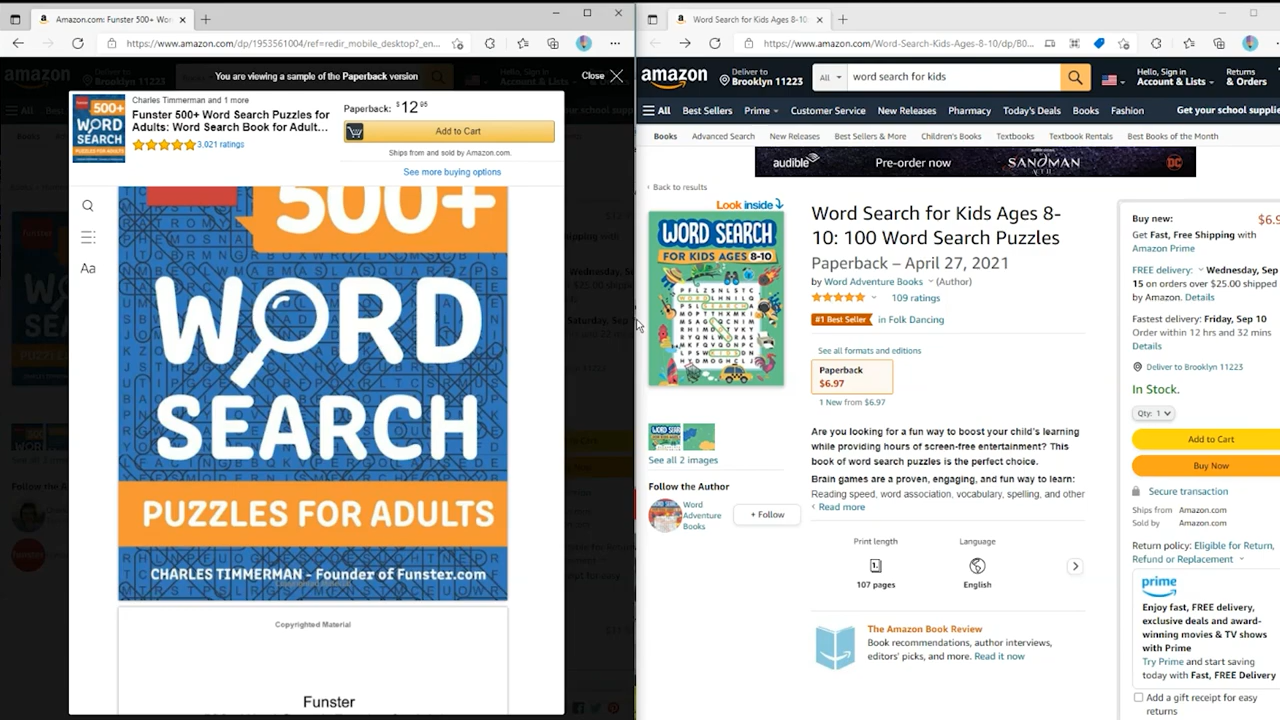 Amazon.com: Funster 500+ Wor
https://www.amazon.com/dp/1953561004/ref=redir_mobile_desktop?_en...
You are viewing a sample of the Paperback version
Close
Charles Timmerman and 1 more
Funster 500+ Word Search Puzzles for
Adults: Word Search Book for Adult...
3,021 ratings
Paperback: $12 95
Add to Cart
Ships from and sold by Amazon.com.
See more buying options
Aa
500+
WORD
SEARCH
PUZZLES FOR ADULTS
CHARLES TIMMERMAN - Founder of Funster.com
Copyrighted Material
Funster
Word Search for Kids Ages 8-10:
https://www.amazon.com/Word-Search-Kids-Ages-8-10/dp/B0...
amazon
Deliver to
Brooklyn 11223
All
word search for kids
Hello, Sign in
Account & Lists
Returns
& Orders
All
Best Sellers
Prime
Customer Service
New Releases
Pharmacy
Today's Deals
Books
Fashion
Get your school suppl
Books
Advanced Search
New Releases
Best Sellers & More
Children's Books
Textbooks
Textbook Rentals
Best Books of the Month
audible
Pre-order now
SANDMAN
ACT II
DC
‹ Back to results
Look inside
WORD SEARCH
FOR KIDS AGES 8-10
Word Search for Kids Ages 8-
10: 100 Word Search Puzzles
Paperback – April 27, 2021
by Word Adventure Books (Author)
109 ratings
#1 Best Seller in Folk Dancing
See all formats and editions
Paperback
$6.97
1 New from $6.97
See all 2 images
Follow the Author
Word
Adventure
Books
+ Follow
Are you looking for a fun way to boost your child's learning
while providing hours of screen-free entertainment? This
book of word search puzzles is the perfect choice.
Brain games are a proven, engaging, and fun way to learn:
Reading speed, word association, vocabulary, spelling, and other
Read more
Print length
107 pages
Language
English
The Amazon Book Review
Book recommendations, author interviews,
editors' picks, and more. Read it now
Buy new: $6.9
Get Fast, Free Shipping with
Amazon Prime
FREE delivery: Wednesday, Sep
15 on orders over $25.00 shipped
by Amazon. Details
Fastest delivery: Friday, Sep 10
Order within 12 hrs and 32 mins
Details
Deliver to Brooklyn 11223
In Stock.
Qty: 1
Add to Cart
Buy Now
Secure transaction
Ships from Amazon.com
Sold by Amazon.com
Return policy: Eligible for Return,
Refund or Replacement
prime
Enjoy fast, FREE delivery,
exclusive deals and award-
winning movies & TV shows
with Prime
Try Prime and start saving
today with Fast, FREE Delivery
Add a gift receipt for easy
returns